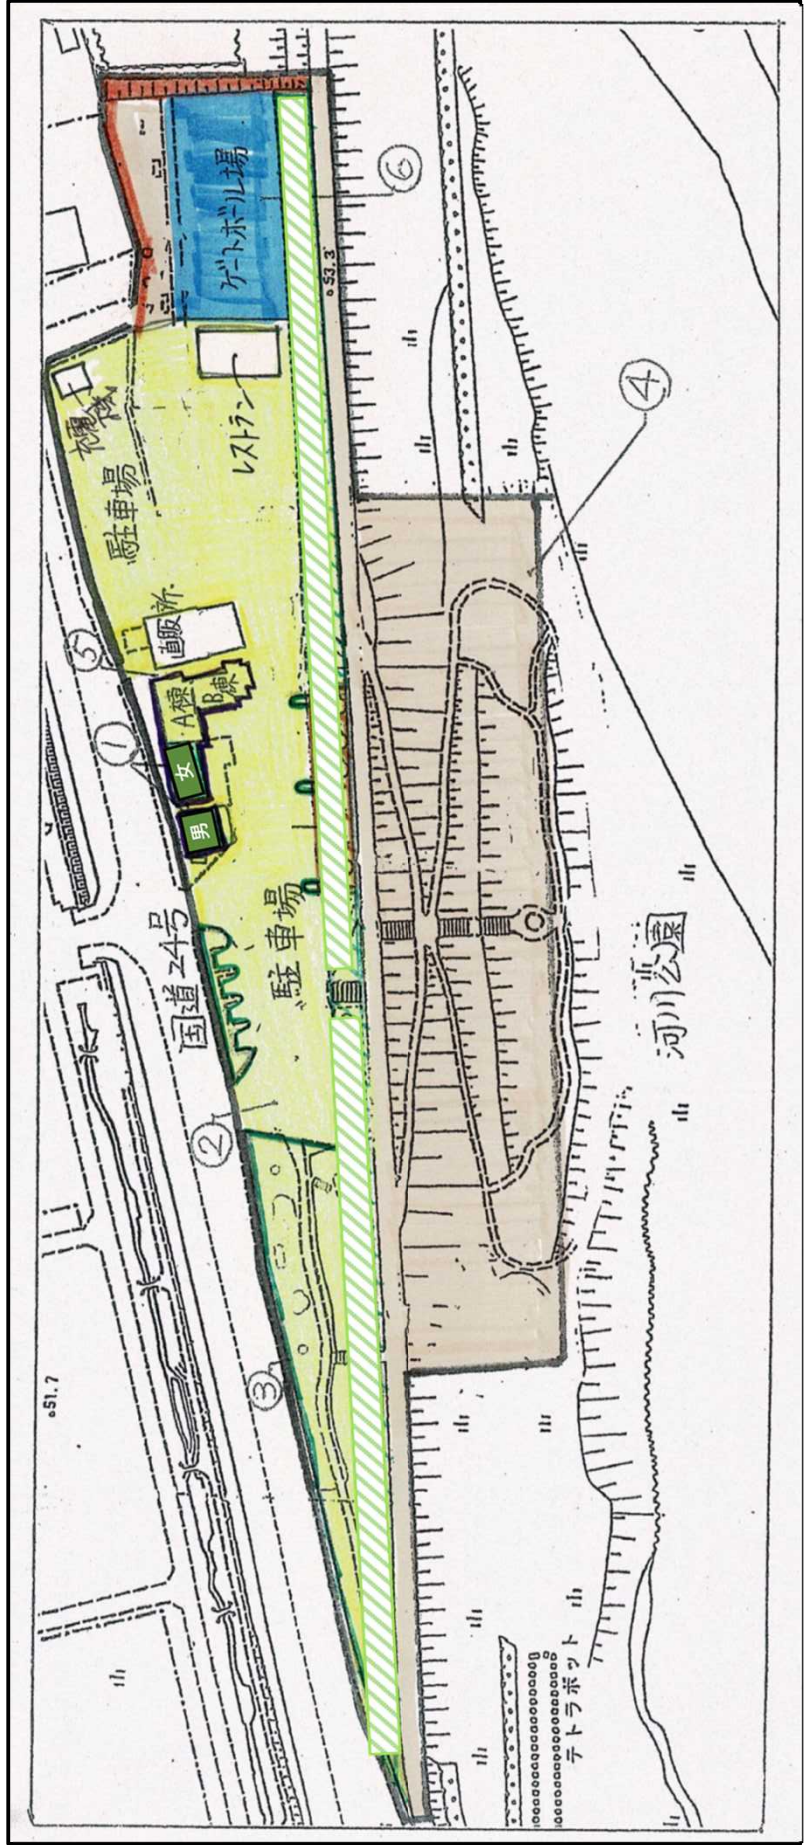 ゲートボール場
⑥
53.3
④
レストラン
駐車場
直販所.
⑤
A棟
B棟
①
女
男
駐車場
国道24号
河川公園
②
③
51.7
テトラポット